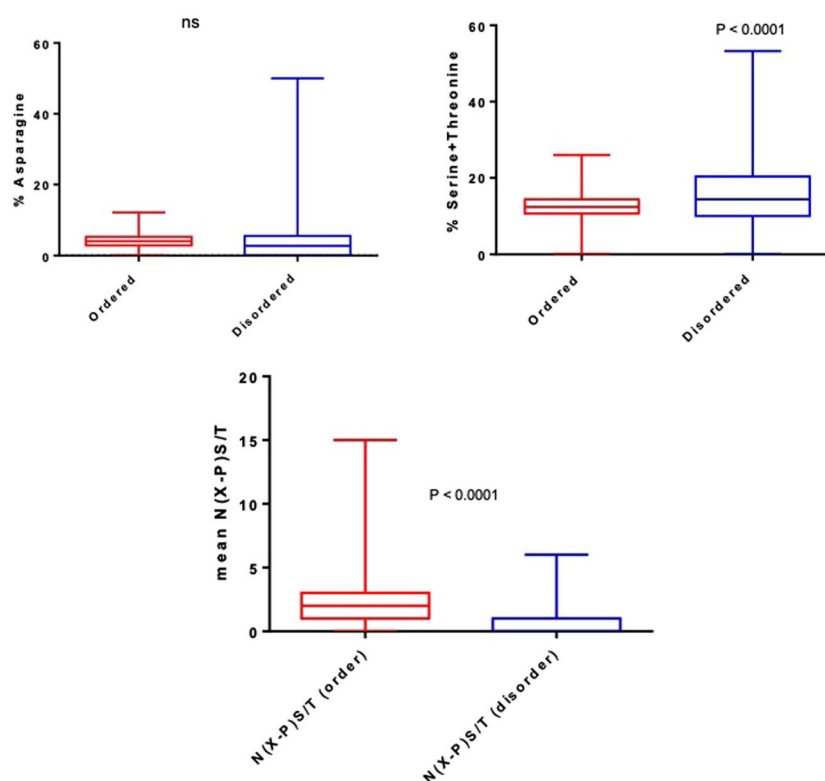 ns
60
40
20
0
% Asparagine
Ordered
Disordered
P < 0.0001
60
40
20
0
% Serine+Threonine
Ordered
Disordered
20
15
10
5
0
mean N(X-P)S/T
P < 0.0001
N(X-P)S/T (order)
N(X-P)S/T (disorder)